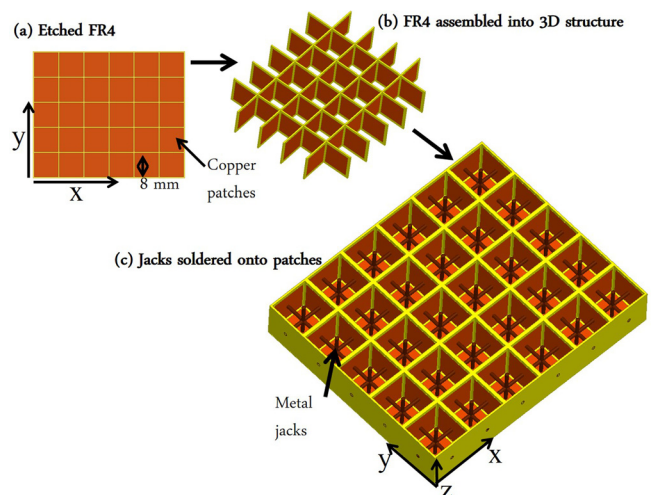 (a) Etched FR4
(b) FR4 assembled into 3D structure
y
x
8 mm
Copper
patches
(c) Jacks soldered onto patches
Metal
jacks
y
z
x